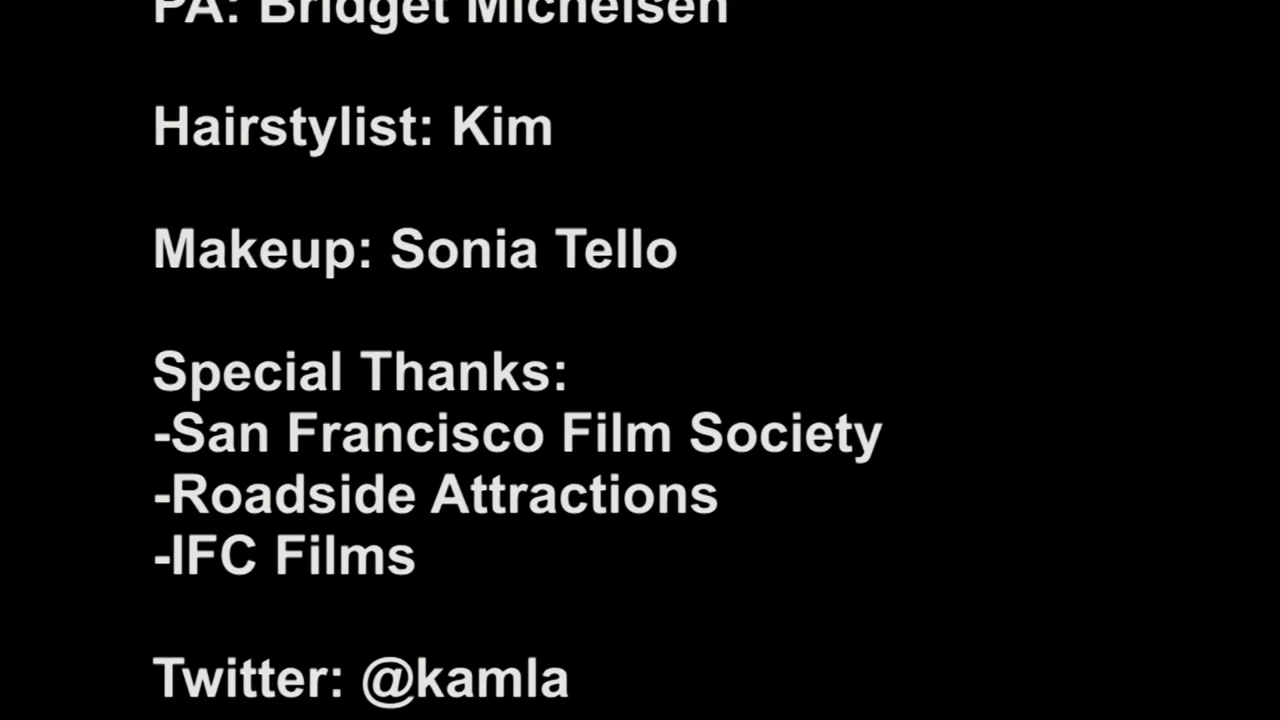 PA: Bridget Michelsen
Hairstylist: Kim
Makeup: Sonia Tello
Special Thanks:
-San Francisco Film Society
-Roadside Attractions
-IFC Films
Twitter: @kamla